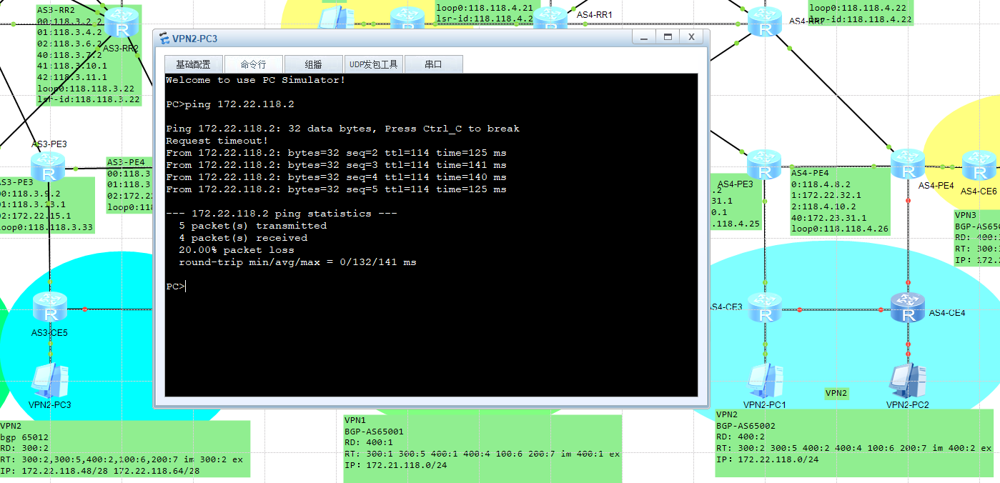 AS3-RR2
00:118.3.2.2
01:118.3.4.2
02:118.3.6.2
40:118.3.7.2
41:118.3.10.1
42:118.3.11.1
loop0:118.118.3.22
lsr-id:118.118.3.22
AS3-RR2
loop0:118.118.4.21
lsr-id:118.118.4.2
AS4-RR1
loop0:118.118.4.22
lsr-id:118.118.4.22
AS4-RR2
VPN2-PC3
基础配置
命令行
组播
UDP发包工具
串口
Welcome to use PC Simulator!
PC>ping 172.22.118.2
Ping 172.22.118.2: 32 data bytes, Press Ctrl_C to break
Request timeout!
From 172.22.118.2: bytes=32 seq=2 ttl=114 time=125 ms
From 172.22.118.2: bytes=32 seq=3 ttl=114 time=141 ms
From 172.22.118.2: bytes=32 seq=4 ttl=114 time=140 ms
From 172.22.118.2: bytes=32 seq=5 ttl=114 time=125 ms
--- 172.22.118.2 ping statistics ---
5 packet(s) transmitted
4 packet(s) received
20.00% packet loss
round-trip min/avg/max = 0/132/141 ms
PC>
AS3-PE3
AS3-PE4
00:118.3
01:118.3
02:172.22
loop0:118
S3-PE3
0:118.3.9.2
1:118.3.13.1
2:172.22.15.1
oop0:118.118.3.33
AS3-CE5
VPN2-PC3
AS4-PE3
.2
31.1
0.1
.118.4.25
AS4-PE4
0:118.4.8.2
1:172.22.32.1
2:118.4.10.2
40:172.23.31.1
loop0:118.118.4.26
AS4-PE4
AS4-CE6
VPN3
BGP-AS650
RD: 400:3
RT: 300:3
IP: 172.2
AS4-CE3
AS4-CE4
VPN2-PC1
VPN2
VPN2-PC2
VPN2
bgp 65012
RD: 300:2
RT: 300:2,300:5,400:2,100:6,200:7 im 300:2 ex
IP: 172.22.118.48/28 172.22.118.64/28
VPN1
BGP-AS65001
RD: 400:1
RT: 300:1 300:5 400:1 400:4 100:6 200:7 im 400:1 ex
IP: 172.21.118.0/24
VPN2
BGP-AS65002
RD: 400:2
RT: 300:2 300:5 400:2 400:4 100:6 200:7 im 400:2 ex
IP: 172.22.118.0/24